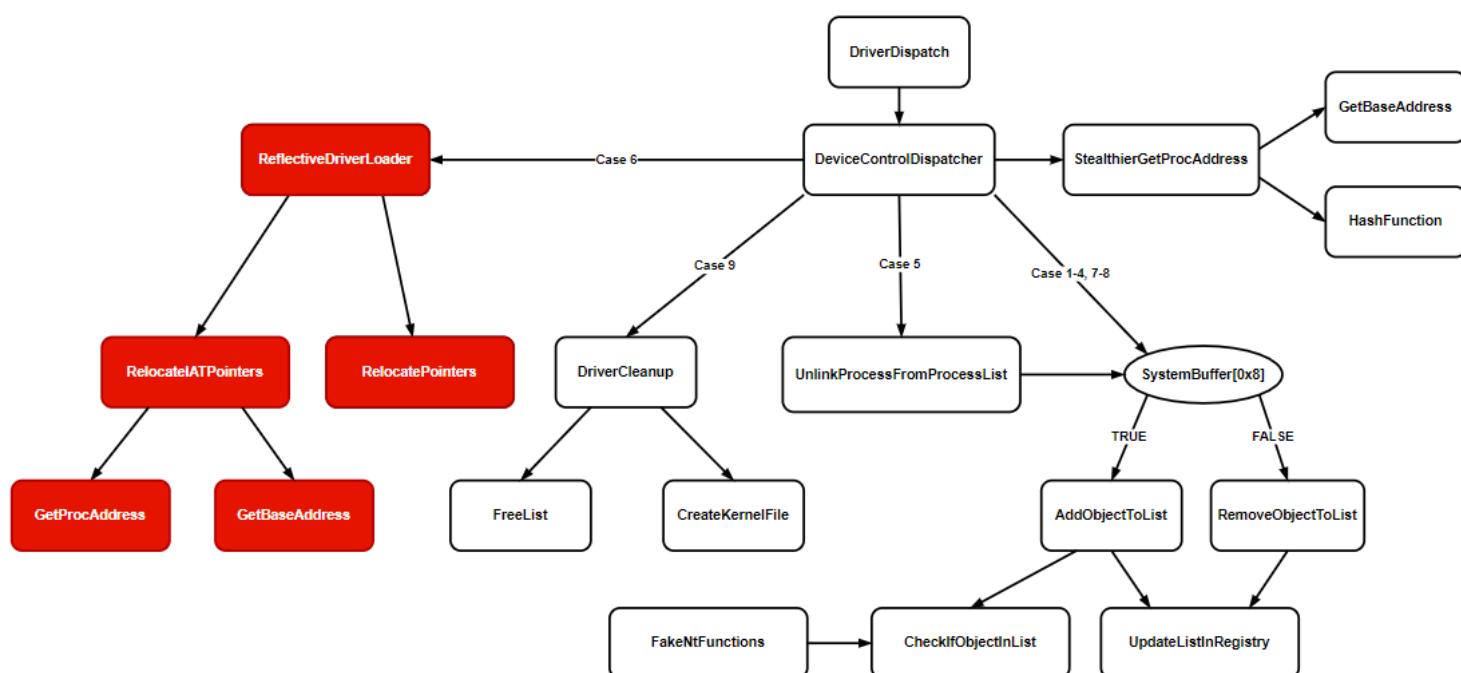 DriverDispatch
GetBaseAddress
ReflectiveDriverLoader
Case 6
DeviceControlDispatcher
StealthierGetProcAddress
HashFunction
Case 9
Case 5
Case 1-4, 7-8
RelocateIATPointers
RelocatePointers
DriverCleanup
UnlinkProcessFromProcessList
SystemBuffer[0x8]
TRUE
FALSE
GetProcAddress
GetBaseAddress
FreeList
CreateKernelFile
AddObjectToList
RemoveObjectToList
FakeNtFunctions
CheckIfObjectInList
UpdateListInRegistry